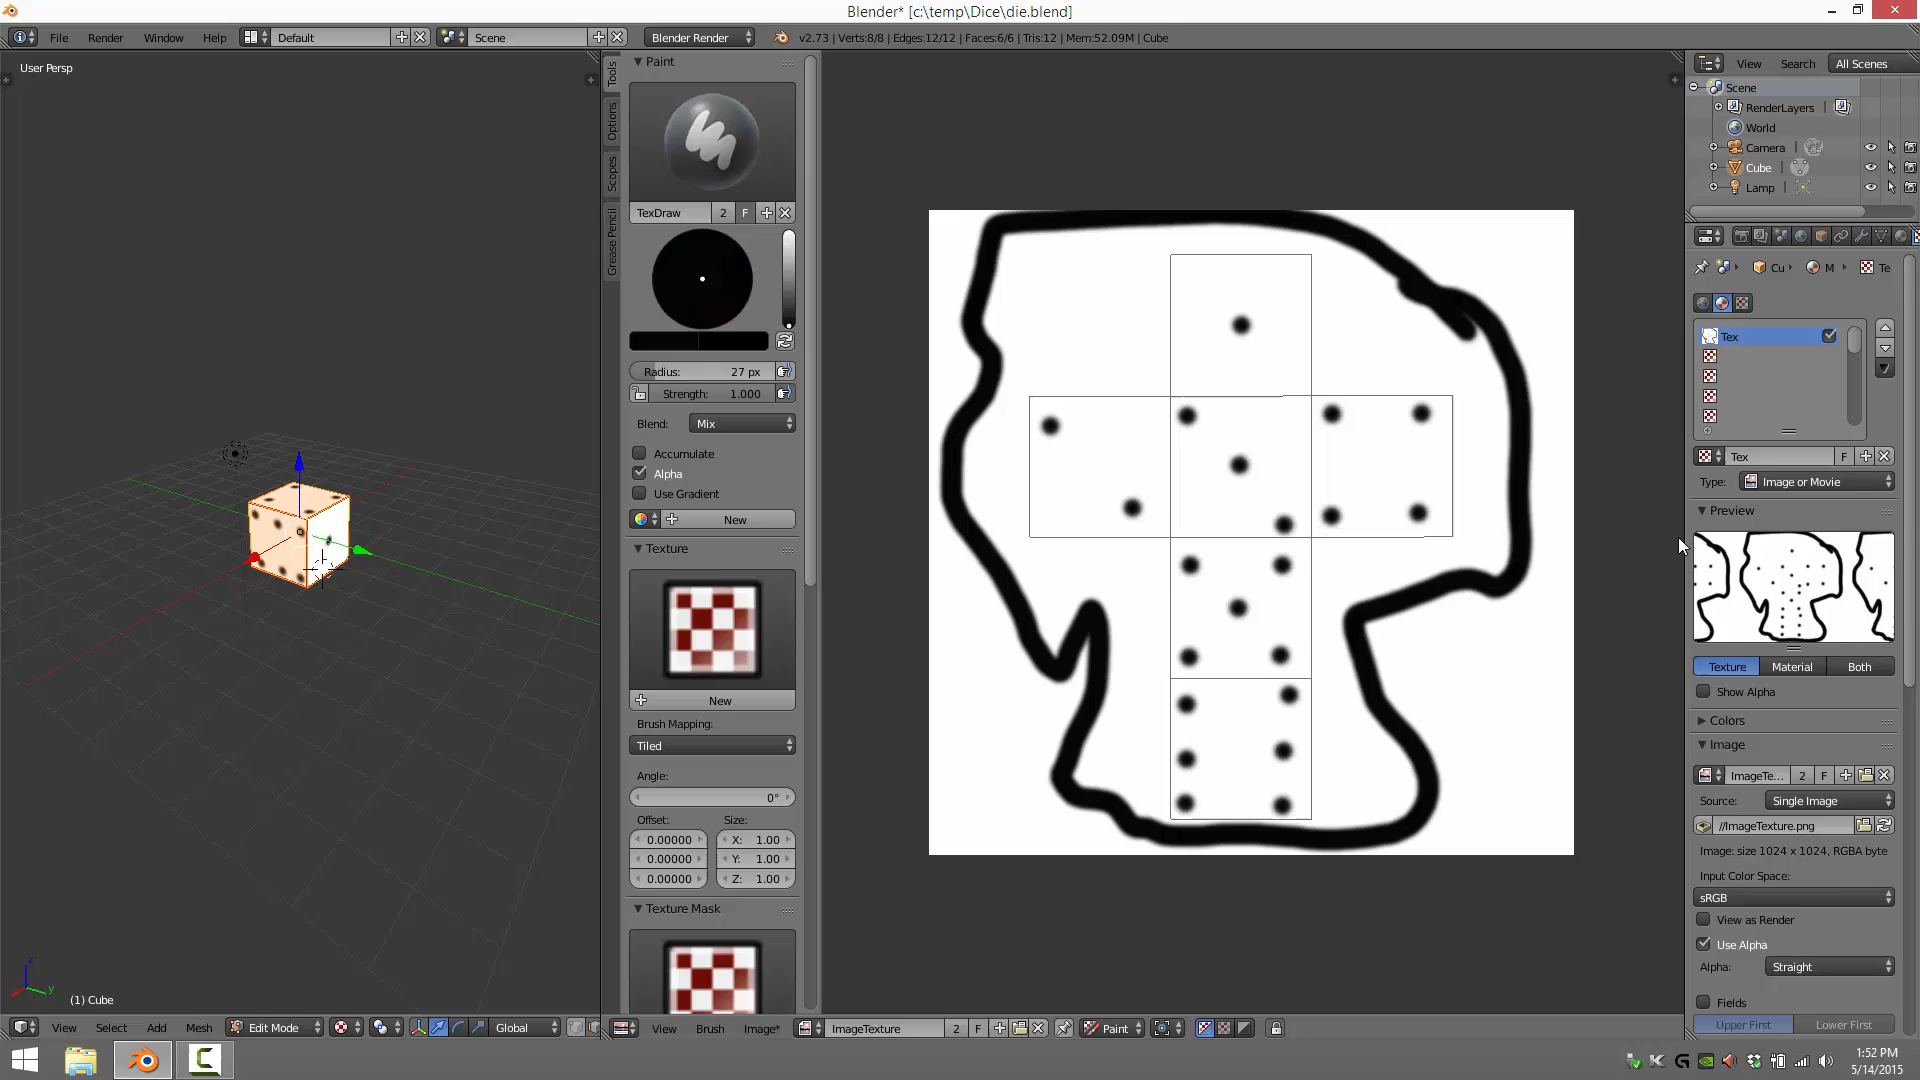 Blender* [c:\temp\Dice\die.blend]
File Render Window Help Default Scene Blender Render v2.73 | Verts:8/8 | Edges:12/12 | Faces:6/6 | Tris:12 | Mem:52.09M | Cube
User Persp
Tools
Options
Scopes
Grease Pencil
Paint
TexDraw 2 F
Radius: 27 px
Strength: 1.000
Blend: Mix
Accumulate
Alpha
Use Gradient
New
Texture
New
Brush Mapping:
Tiled
Angle:
0°
Offset: Size:
0.00000 X: 1.00
0.00000 Y: 1.00
0.00000 Z: 1.00
Texture Mask
View Search All Scenes
Scene
RenderLayers
World
Camera
Cube
Lamp
Cu M Te
Tex
Tex F
Type: Image or Movie
Preview
Texture Material Both
Show Alpha
Colors
Image
ImageTe... 2 F
Source: Single Image
//ImageTexture.png
Image: size 1024 x 1024, RGBA byte
Input Color Space:
sRGB
View as Render
Use Alpha
Alpha: Straight
Fields
Upper First Lower First
z
y
(1) Cube
View Select Add Mesh Edit Mode Global
View Brush Image* ImageTexture 2 F Paint
1:52 PM
5/14/2015